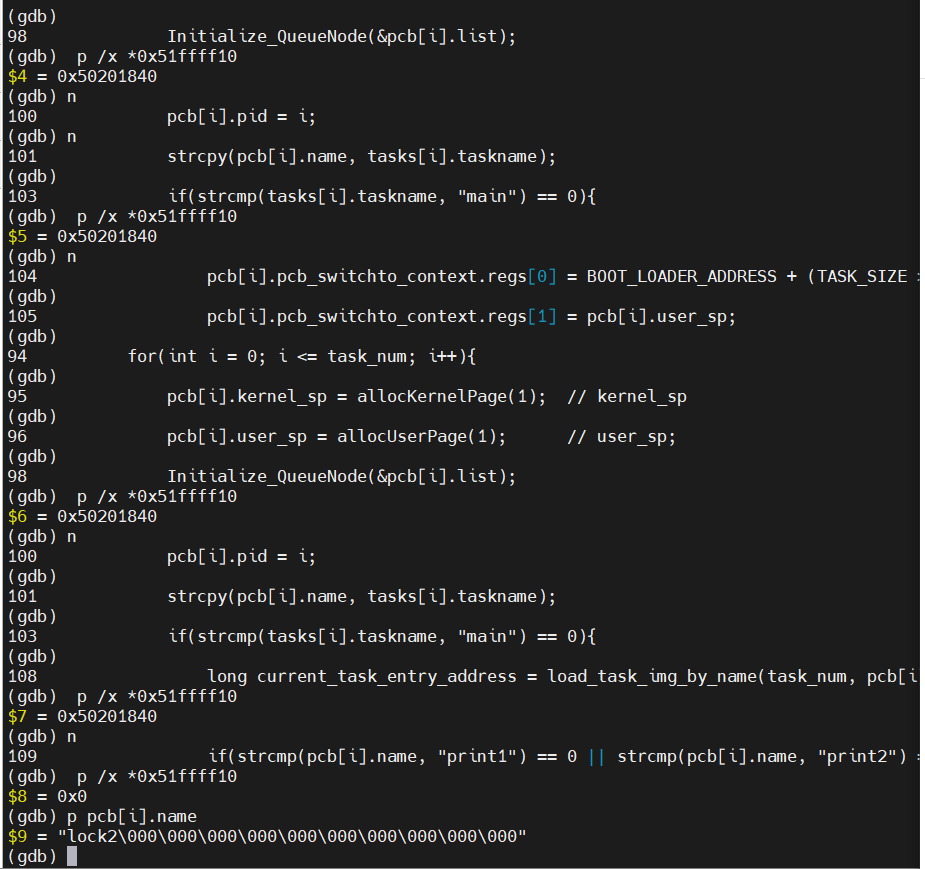 (gdb)
98              Initialize_QueueNode(&pcb[i].list);
(gdb)  p /x *0x51ffff10
$4 = 0x50201840
(gdb) n
100             pcb[i].pid = i;
(gdb) n
101             strcpy(pcb[i].name, tasks[i].taskname);
(gdb)
103             if(strcmp(tasks[i].taskname, "main") == 0){
(gdb)  p /x *0x51ffff10
$5 = 0x50201840
(gdb) n
104                 pcb[i].pcb_switchto_context.regs[0] = BOOT_LOADER_ADDRESS + (TASK_SIZE
(gdb)
105                 pcb[i].pcb_switchto_context.regs[1] = pcb[i].user_sp;
(gdb)
94          for(int i = 0; i <= task_num; i++){
(gdb)
95              pcb[i].kernel_sp = allocKernelPage(1);  // kernel_sp
(gdb)
96              pcb[i].user_sp = allocUserPage(1);      // user_sp;
(gdb)
98              Initialize_QueueNode(&pcb[i].list);
(gdb)  p /x *0x51ffff10
$6 = 0x50201840
(gdb) n
100             pcb[i].pid = i;
(gdb)
101             strcpy(pcb[i].name, tasks[i].taskname);
(gdb)
103             if(strcmp(tasks[i].taskname, "main") == 0){
(gdb)
108                 long current_task_entry_address = load_task_img_by_name(task_num, pcb[i
(gdb)  p /x *0x51ffff10
$7 = 0x50201840
(gdb) n
109                 if(strcmp(pcb[i].name, "print1") == 0 || strcmp(pcb[i].name, "print2") =
(gdb)  p /x *0x51ffff10
$8 = 0x0
(gdb) p pcb[i].name
$9 = "lock2\000\000\000\000\000\000\000\000\000\000"
(gdb)